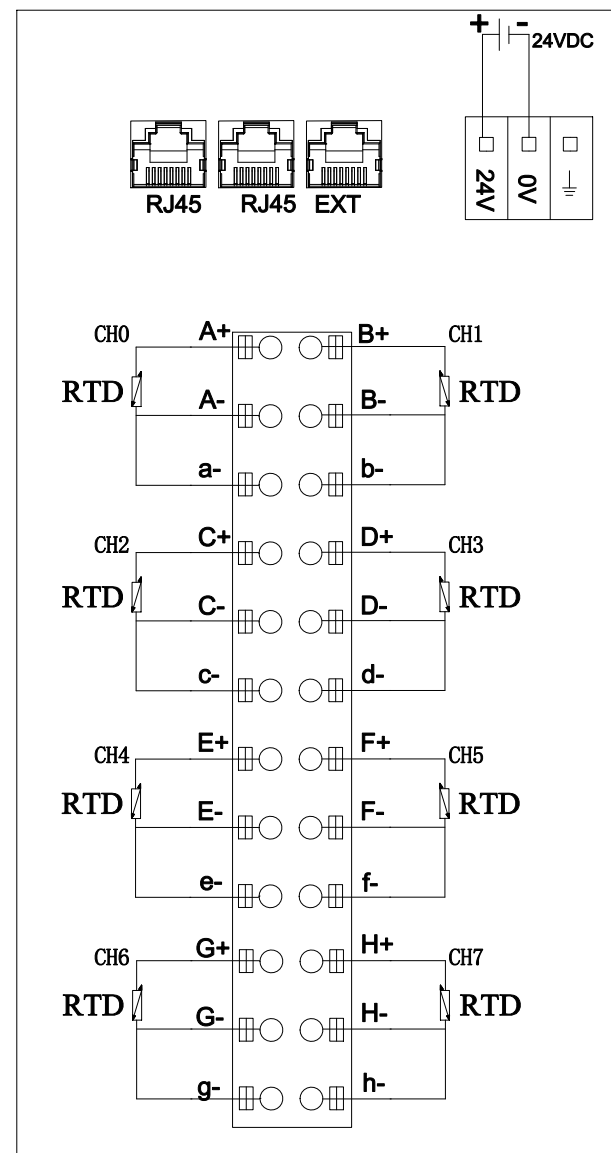 + - 24VDC
24V 0V
RJ45 RJ45 EXT
CH0 A+ B+ CH1
RTD A- B- RTD
a- b-
CH2 C+ D+ CH3
RTD C- D- RTD
c- d-
CH4 E+ F+ CH5
RTD E- F- RTD
e- f-
CH6 G+ H+ CH7
RTD G- H- RTD
g- h-